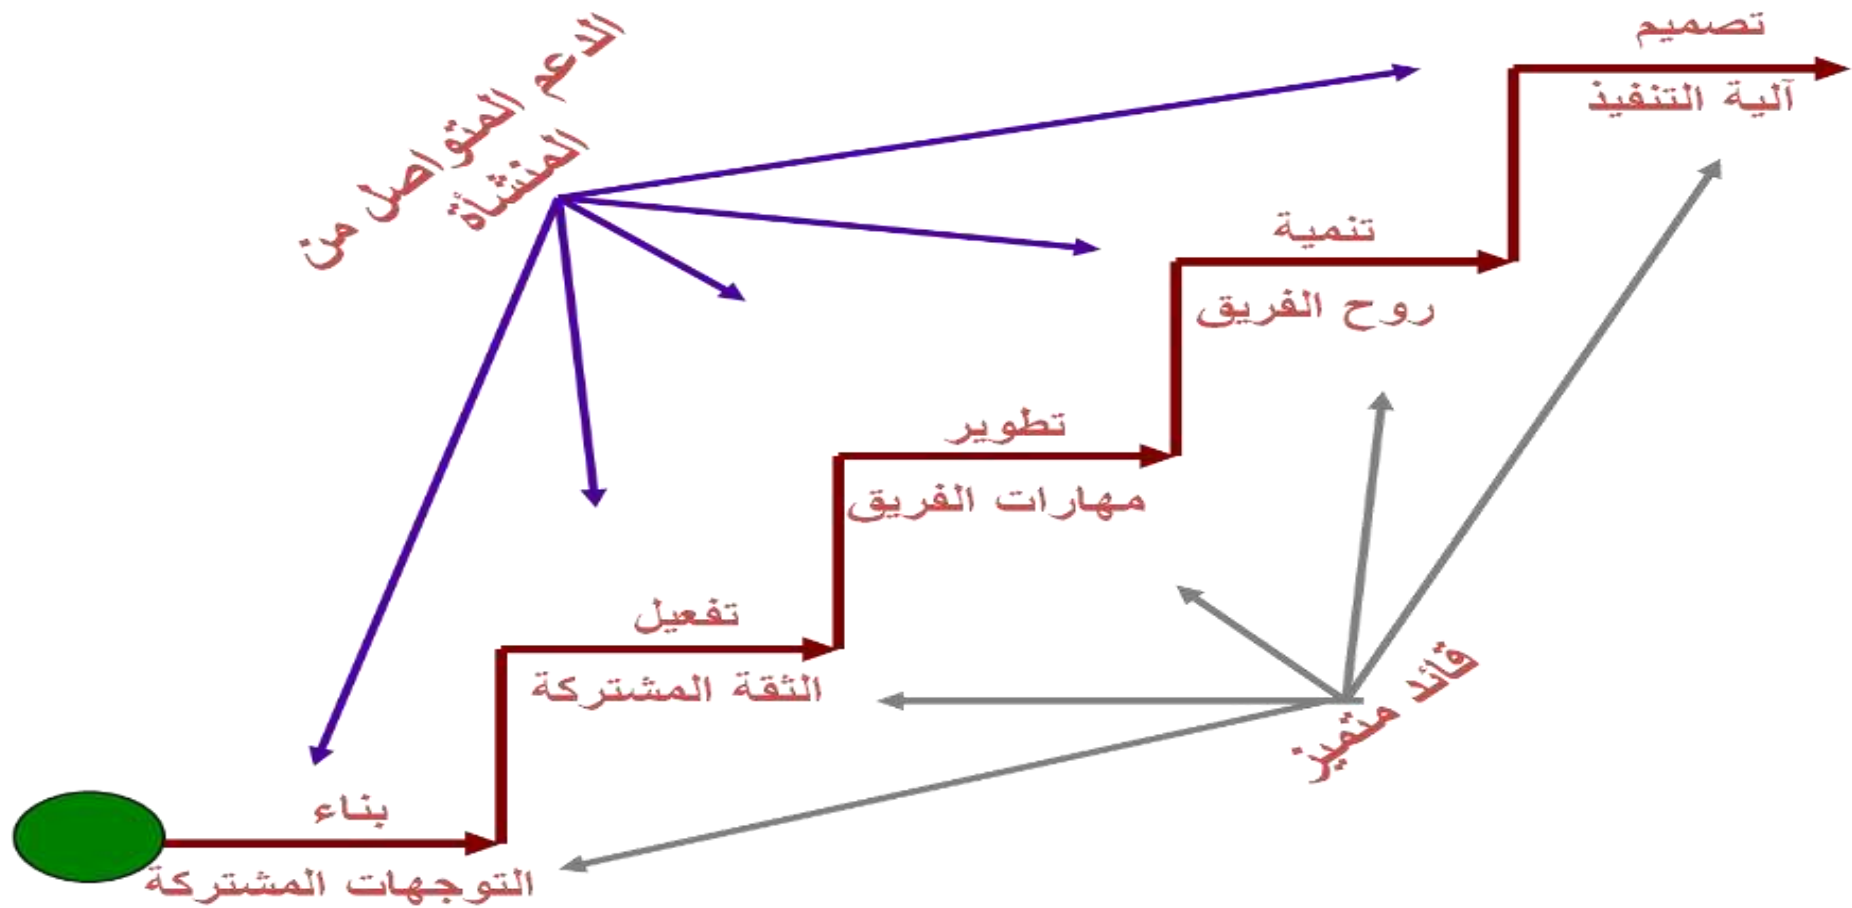 تصميم
آلية التنفيذ
الدعم المتواصل من
المنشأة
تنمية
روح الفريق
تطوير
مهارات الفريق
تفعيل
الثقة المشتركة
قائد متميز
بناء
التوجهات المشتركة